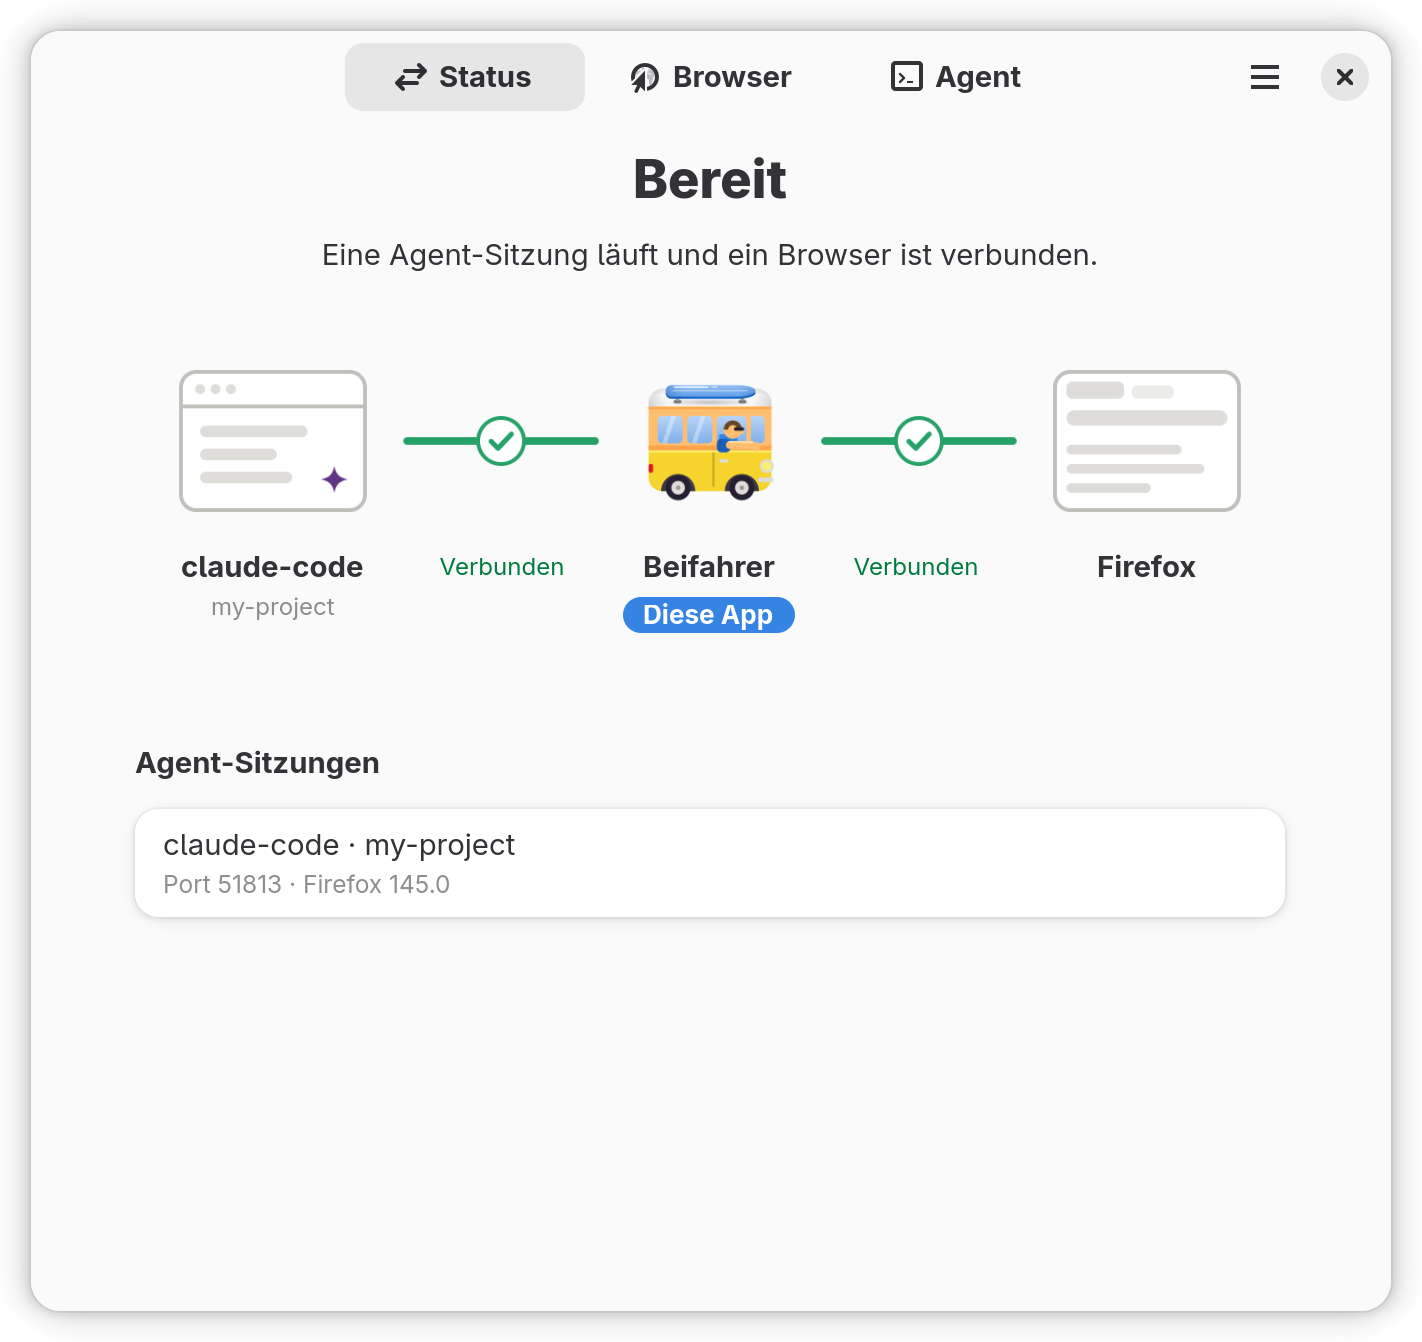 Status
Browser
Agent
Bereit
Eine Agent-Sitzung läuft und ein Browser ist verbunden.
claude-code
my-project
Verbunden
Beifahrer
Diese App
Verbunden
Firefox
Agent-Sitzungen
claude-code · my-project
Port 51813 · Firefox 145.0